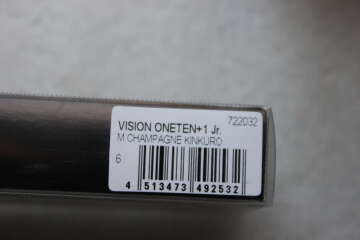 722032
VISION ONETEN+1 Jr.
M CHAMPAGNE KINKURO
6
4 513473 492532